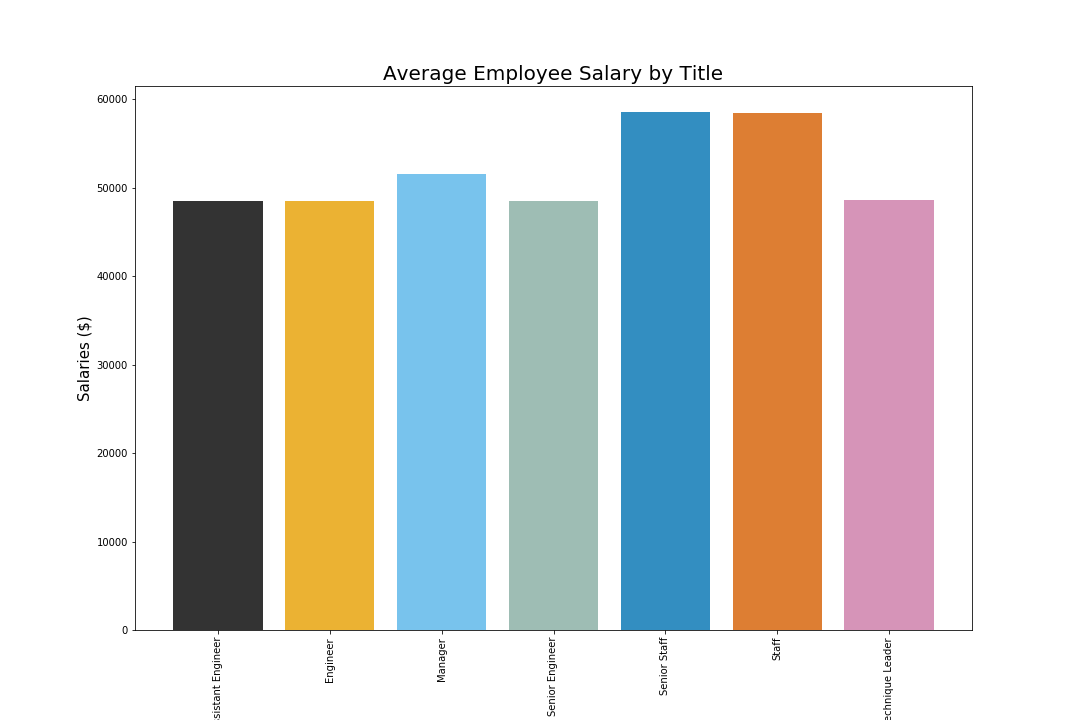 Average Employee Salary by Title
Salaries ($)
60000
50000
40000
30000
20000
10000
0
sistant Engineer
Engineer
Manager
Senior Engineer
Senior Staff
Staff
echnique Leader